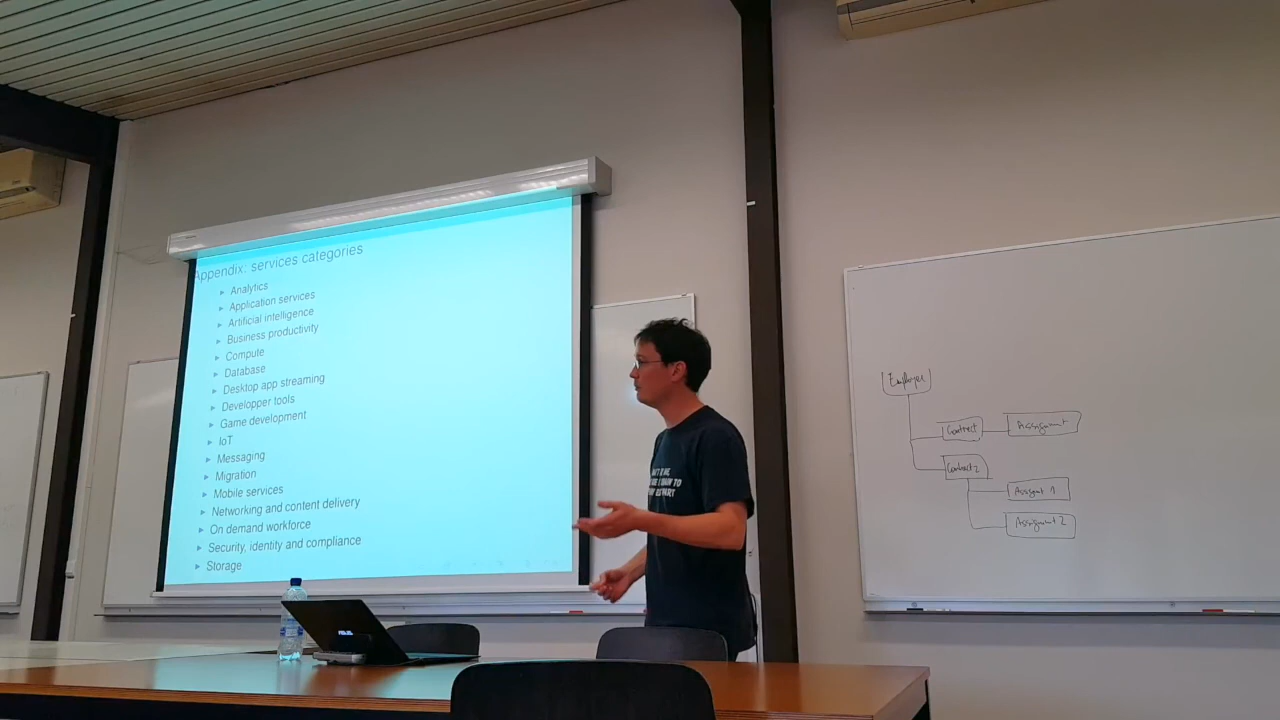 Appendix: services categories
Analytics
Application services
Artificial intelligence
Business productivity
Compute
Database
Desktop app streaming
Developper tools
Game development
IoT
Messaging
Migration
Mobile services
Networking and content delivery
On demand workforce
Security, identity and compliance
Storage
ASUS
Employee
Contract
Assignment
Contract 2
Assignment 2